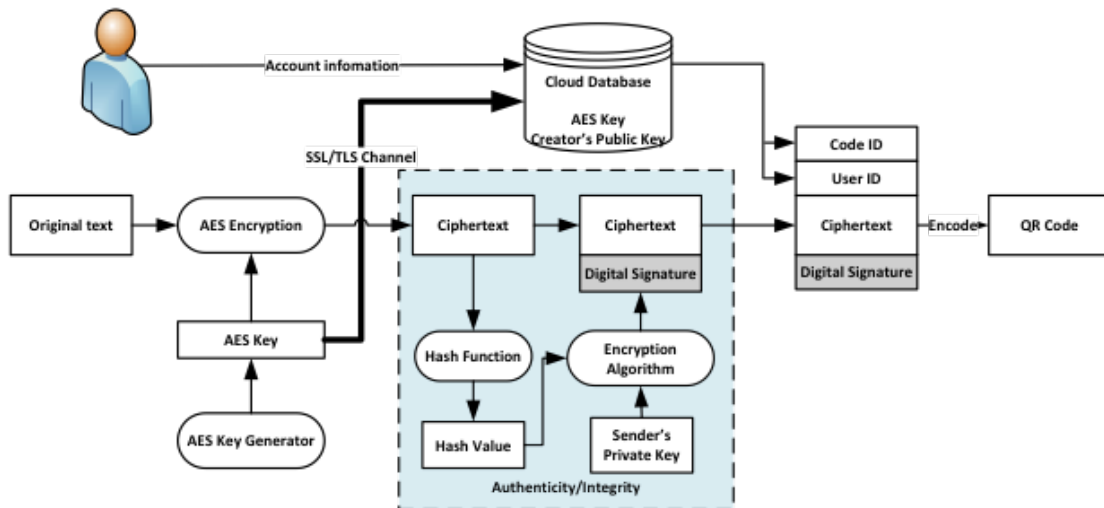 Account infomation
Cloud Database
AES Key
Creator's Public Key
SSL/TLS Channel
Code ID
User ID
Ciphertext
Digital Signature
Original text
AES Encryption
Ciphertext
Ciphertext
Digital Signature
Encode
QR Code
AES Key
Hash Function
Encryption
Algorithm
AES Key Generator
Hash Value
Sender's
Private Key
Authenticity/Integrity